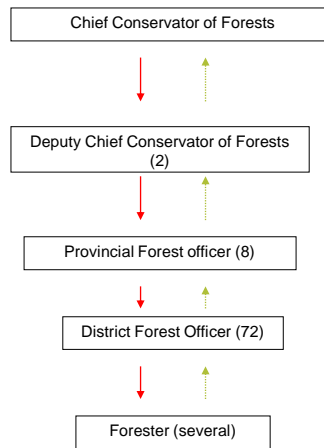 Chief Conservator of Forests
Deputy Chief Conservator of Forests
(2)
Provincial Forest officer (8)
District Forest Officer (72)
Forester (several)